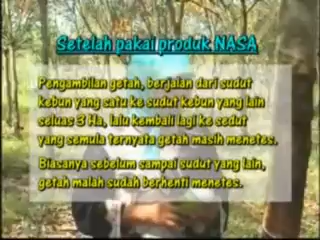 Setelah pakai produk NASA
Pengambilan getah, berjalan dari sudut
kebun yang satu ke sudut kebun yang lain
seluas 3 Ha, lalu kembali lagi ke sedut
yang semula ternyata getah masih menetes.
Biasanya sebelum sampai sudut yang lain,
getah malah sudah berhenti menetes.